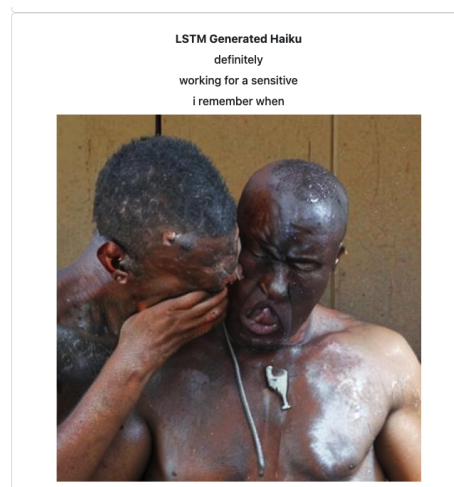 LSTM Generated Haiku
definitely
working for a sensitive
i remember when